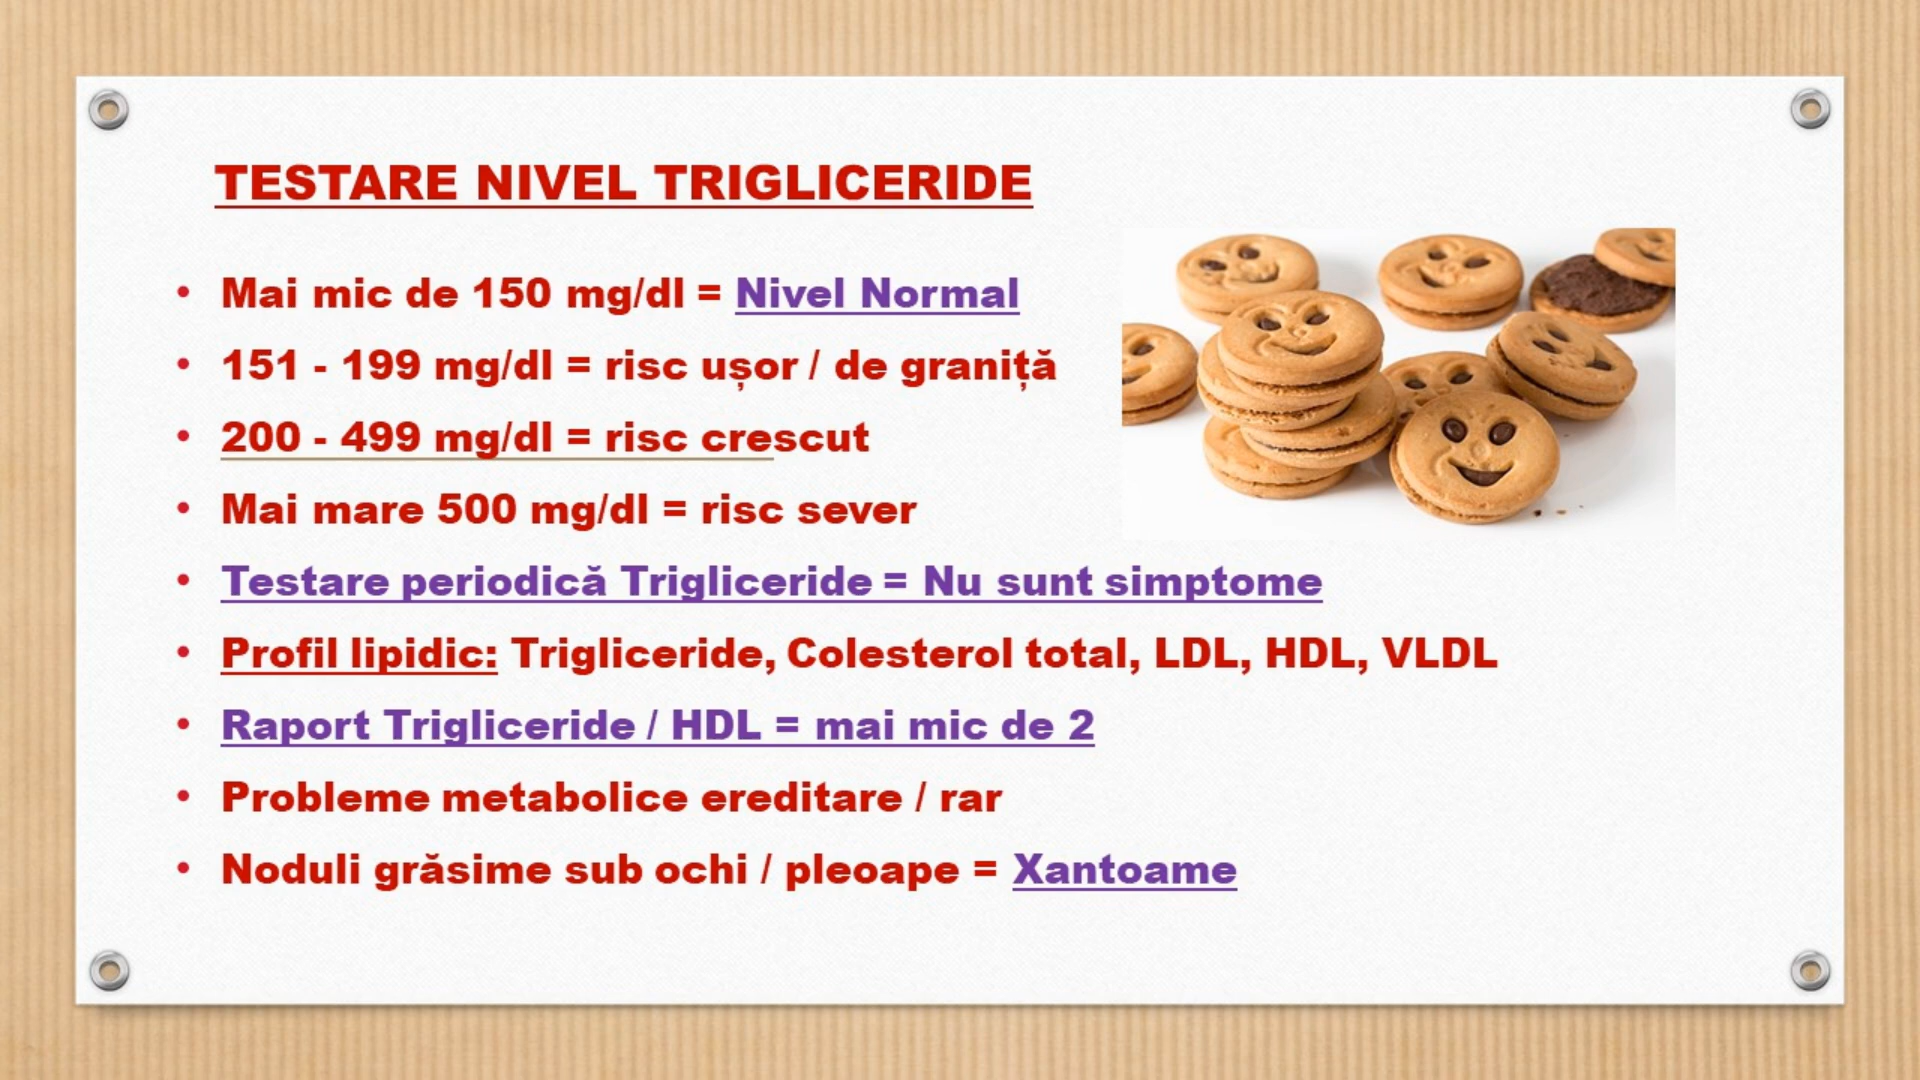 TESTARE NIVEL TRIGLICERIDE
• Mai mic de 150 mg/dl = Nivel Normal
• 151 - 199 mg/dl = risc ușor / de graniță
• 200 - 499 mg/dl = risc crescut
• Mai mare 500 mg/dl = risc sever
• Testare periodică Trigliceride = Nu sunt simptome
• Profil lipidic: Trigliceride, Colesterol total, LDL, HDL, VLDL
• Raport Trigliceride / HDL = mai mic de 2
• Probleme metabolice ereditare / rar
• Noduli grăsime sub ochi / pleoape = Xantoame